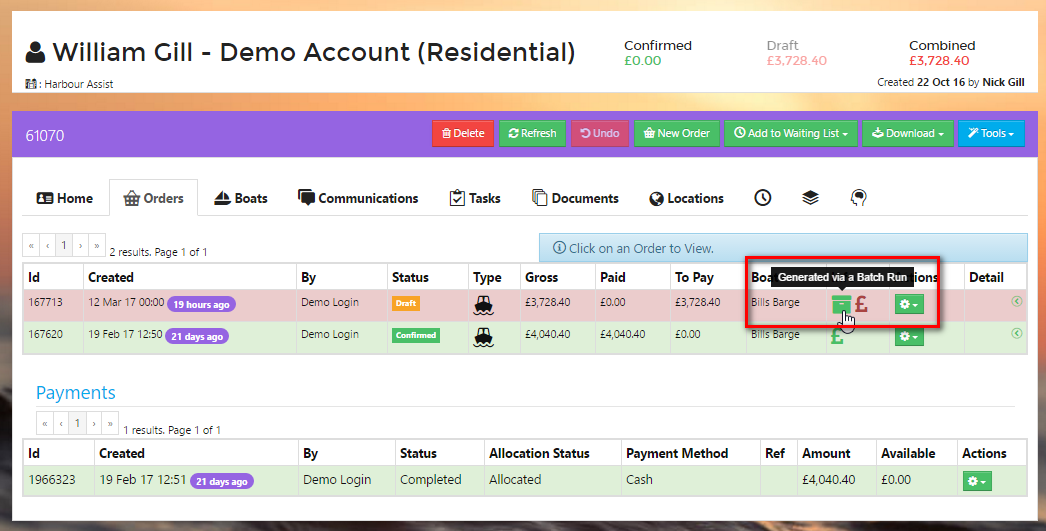 William Gill - Demo Account (Residential)
Confirmed
£0.00
Draft
£3,728.40
Combined
£3,728.40
: Harbour Assist
Created 22 Oct 16 by Nick Gill
61070
Delete
Refresh
Undo
New Order
Add to Waiting List
Download
Tools
Home
Orders
Boats
Communications
Tasks
Documents
Locations
« ‹ 1 › »
2 results. Page 1 of 1
Click on an Order to View.
Generated via a Batch Run
Id Created By Status Type Gross Paid To Pay Detail
167713 12 Mar 17 00:00 19 hours ago Demo Login Draft £3,728.40 £0.00 £3,728.40 Bills Barge £
167620 19 Feb 17 12:50 21 days ago Demo Login Confirmed £4,040.40 £4,040.40 £0.00 Bills Barge £
Payments
« ‹ 1 › »
1 results. Page 1 of 1
Id Created By Status Allocation Status Payment Method Ref Amount Available Actions
1966323 19 Feb 17 12:51 21 days ago Demo Login Completed Allocated Cash £4,040.40 £0.00